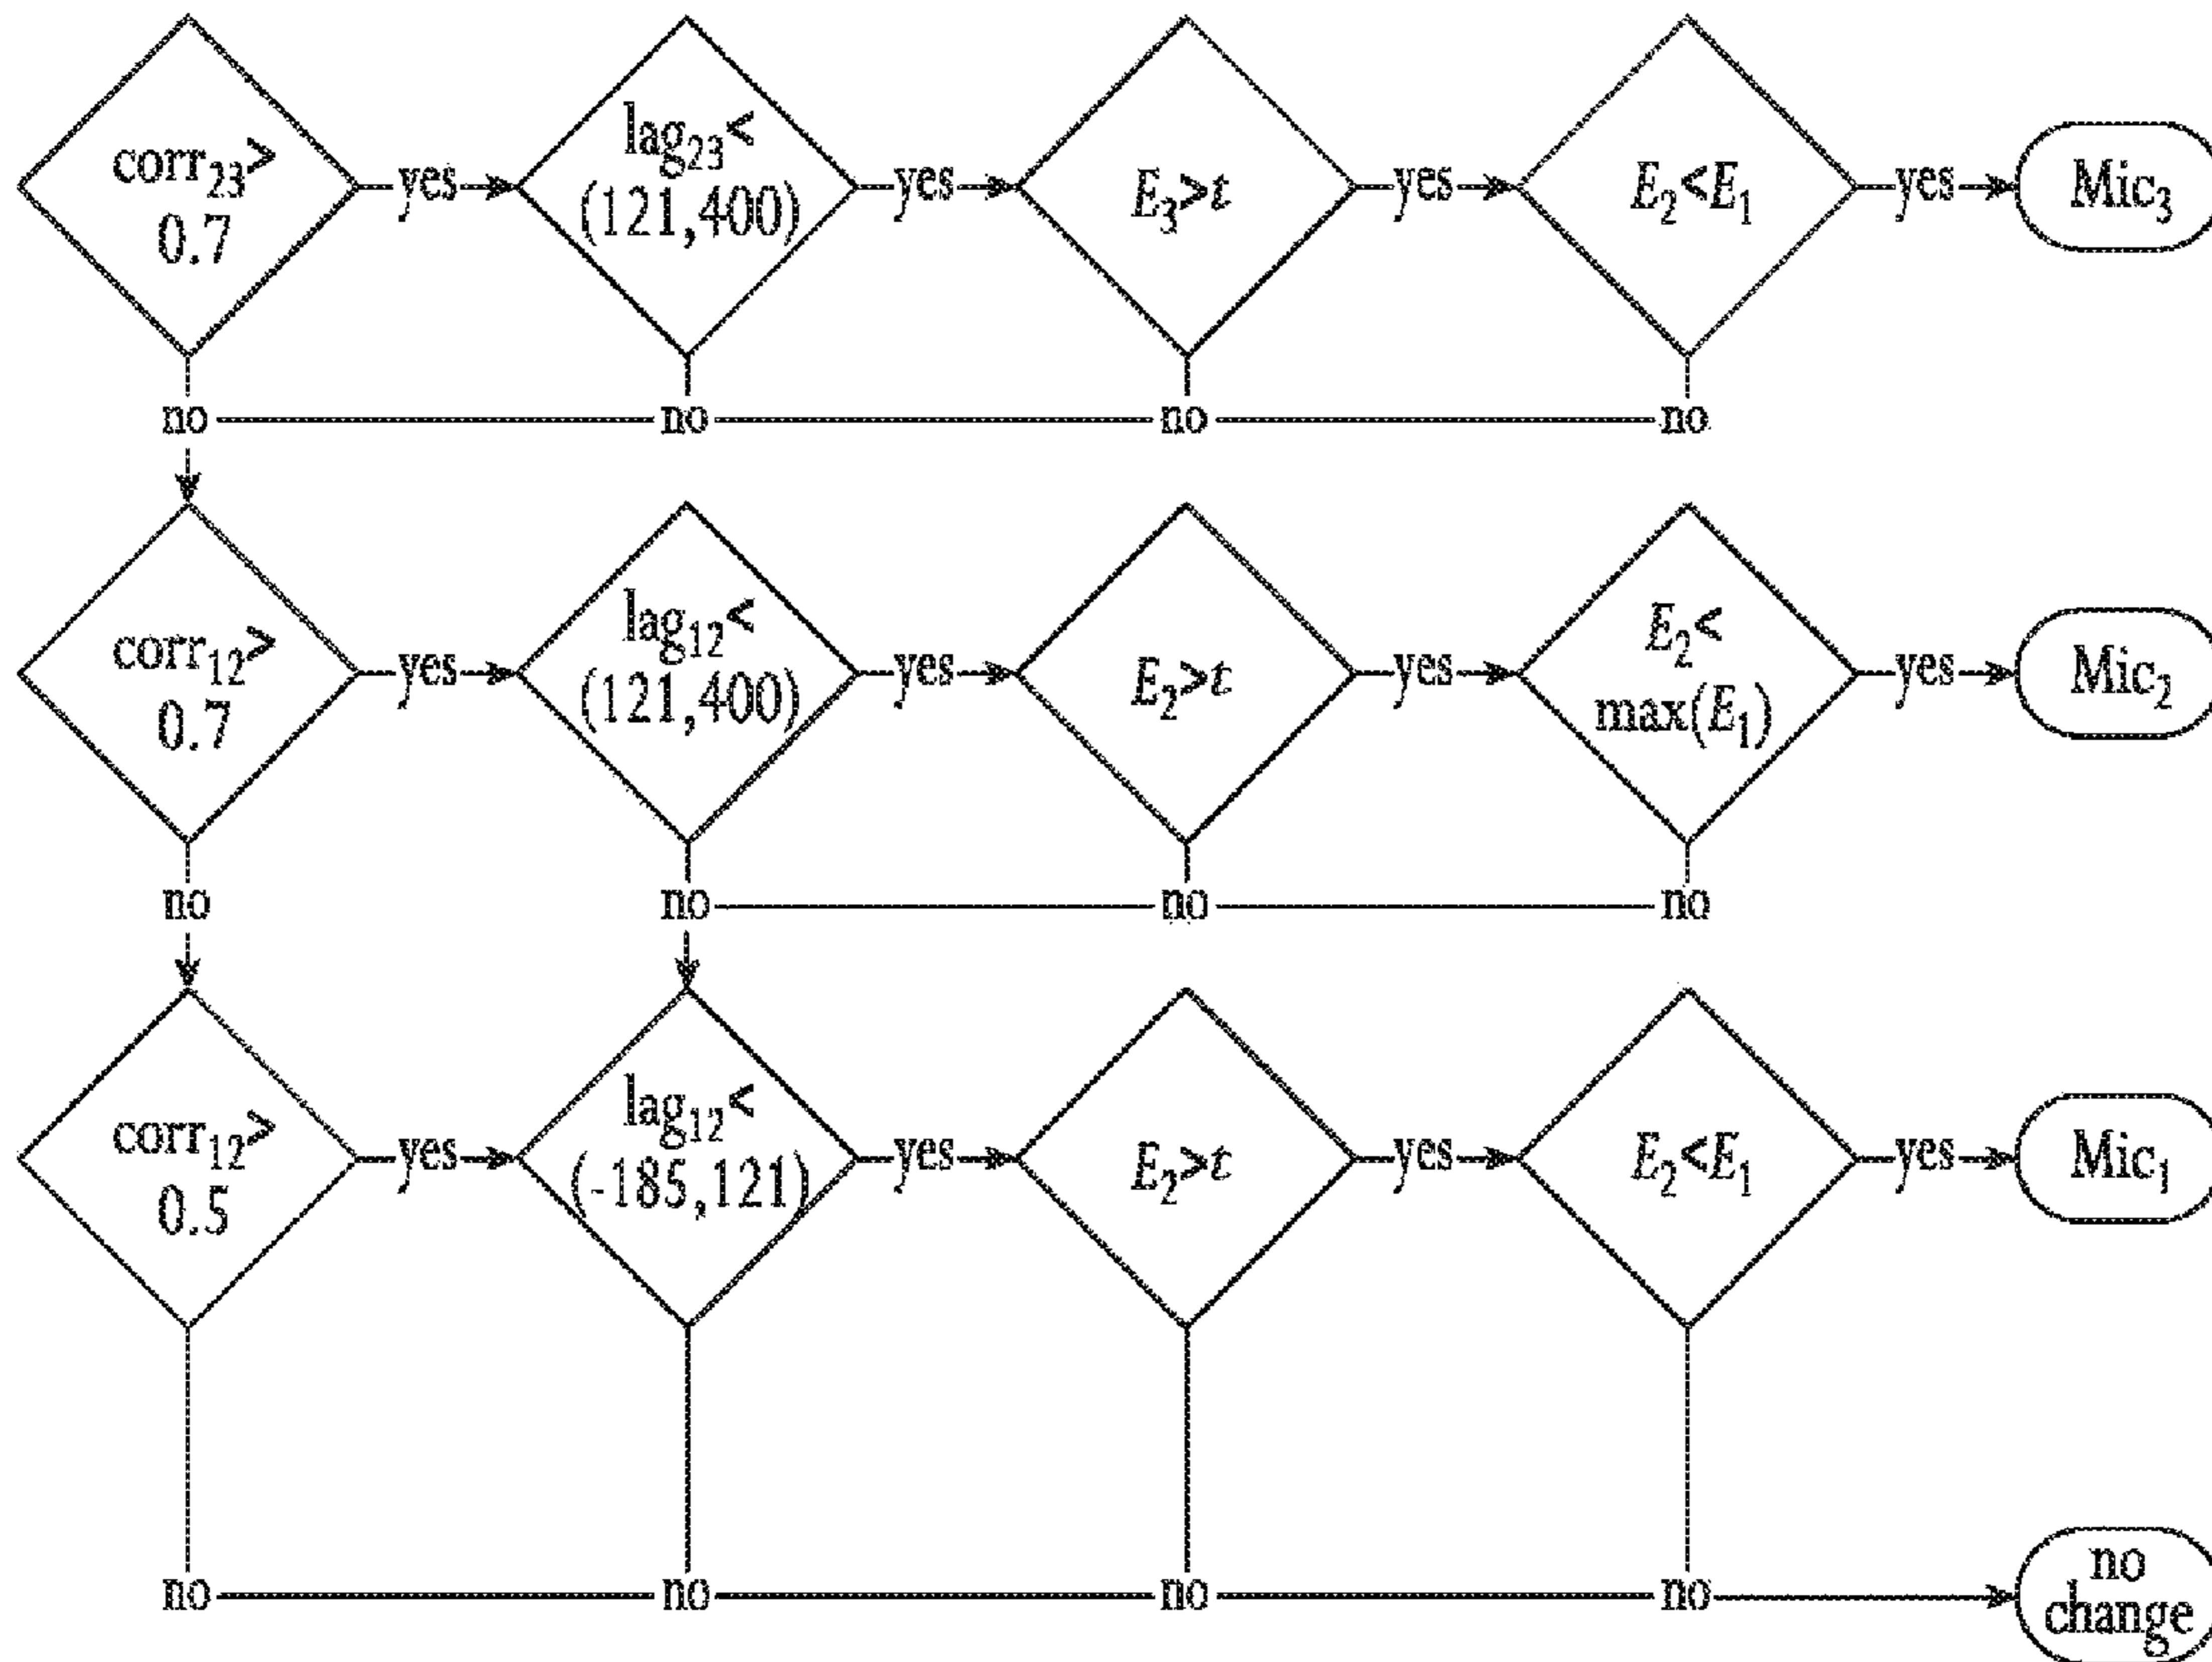 corr₂₃>
0.7
yes
lag₂₃<
(121,400)
yes
E₃>t
yes
E₂<E₁
yes
Mic₃
no
no
no
no
corr₁₂>
0.7
yes
lag₁₂<
(121,400)
yes
E₂>t
yes
E₂<
max(E₁)
yes
Mic₂
no
no
no
no
corr₁₂>
0.5
yes
lag₁₂<
(-185,121)
yes
E₂>t
yes
E₂<E₁
yes
Mic₁
no
no
no
no
no
change